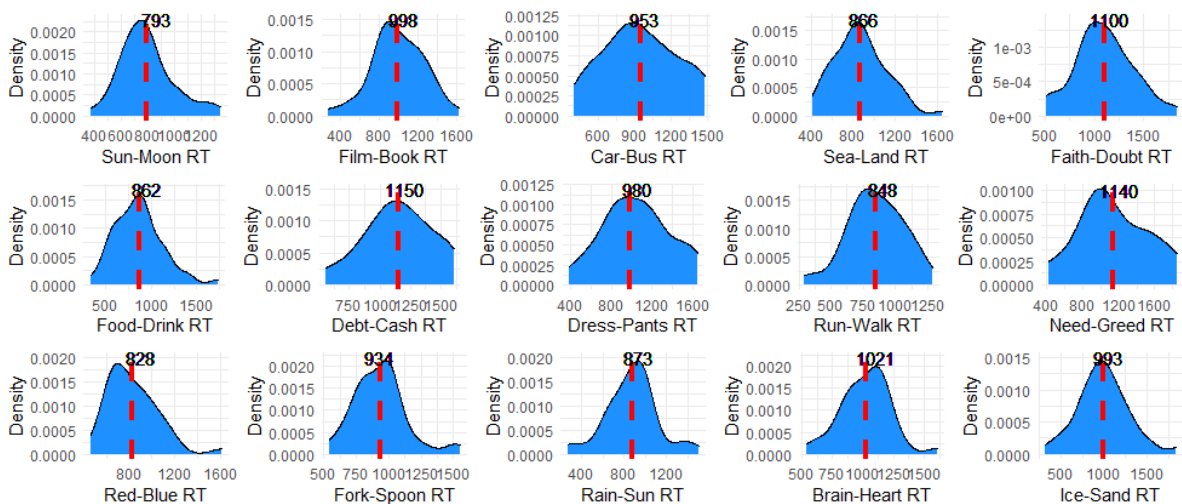 793 998 953 866 1100
Density 0.0020 0.0015 0.0010 0.0005 0.0000
Density 0.0015 0.0010 0.0005 0.0000
Density 0.00125 0.00100 0.00075 0.00050 0.00025 0.00000
Density 0.0015 0.0010 0.0005 0.0000
Density 1e-03 5e-04 0e+00
400 600 800 1000 1200
400 800 1200 1600
600 900 1200 1500
400 800 1200 1600
500 1000 1500
Sun-Moon RT Film-Book RT Car-Bus RT Sea-Land RT Faith-Doubt RT
862 1150 980 848 1140
Density 0.0015 0.0010 0.0005 0.0000
Density 0.0015 0.0010 0.0005 0.0000
Density 0.00125 0.00100 0.00075 0.00050 0.00025 0.00000
Density 0.0015 0.0010 0.0005 0.0000
Density 0.00100 0.00075 0.00050 0.00025 0.00000
500 1000 1500
750 1000 1250 1500
400 800 1200 1600
250 500 750 1000 1250
400 800 1200 1600
Food-Drink RT Debt-Cash RT Dress-Pants RT Run-Walk RT Need-Greed RT
828 934 873 1021 993
Density 0.0020 0.0015 0.0010 0.0005 0.0000
Density 0.0020 0.0015 0.0010 0.0005 0.0000
Density 0.0020 0.0015 0.0010 0.0005 0.0000
Density 0.0020 0.0015 0.0010 0.0005 0.0000
Density 0.0015 0.0010 0.0005 0.0000
800 1200 1600
500 750 1000 1250 1500
400 800 1200
500 750 1000 1250 1500
500 1000 1500
Red-Blue RT Fork-Spoon RT Rain-Sun RT Brain-Heart RT Ice-Sand RT